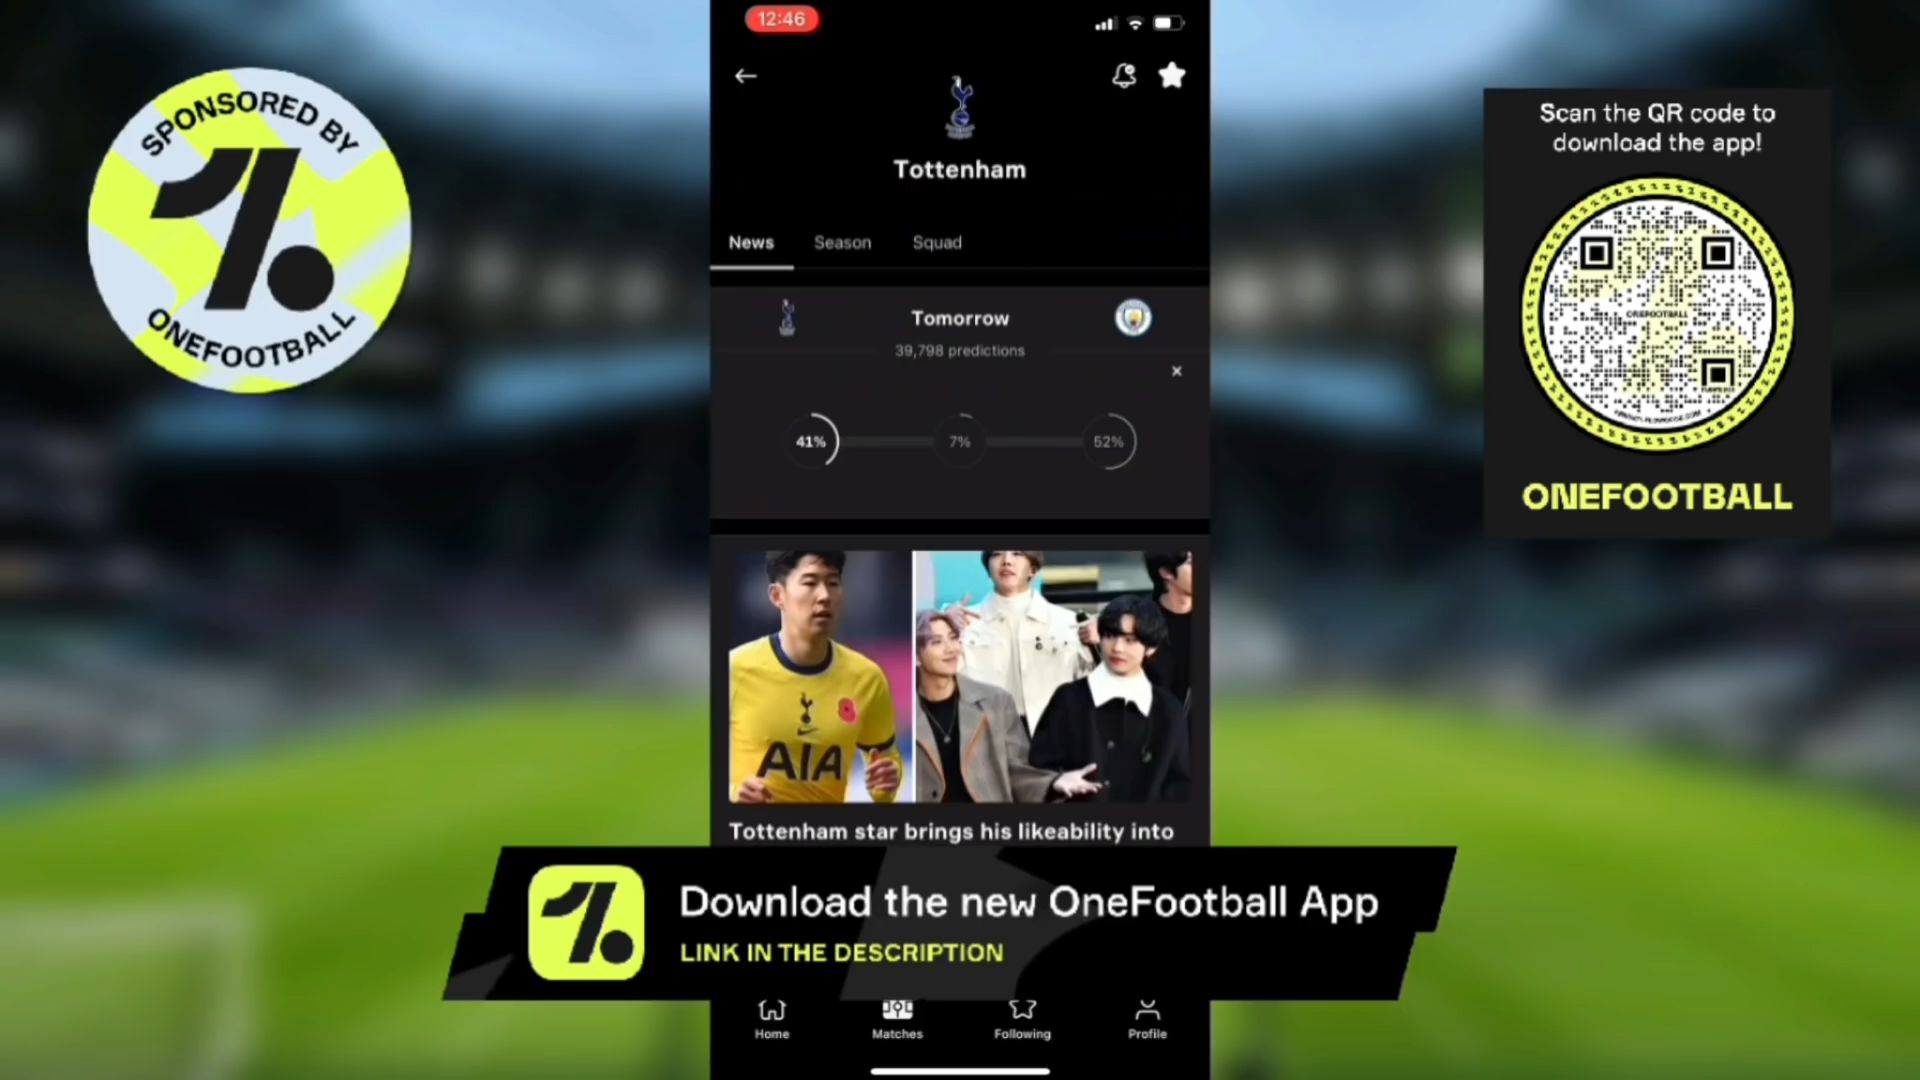 SPONSORED BY
ONEFOOTBALL
12:46
Tottenham
News Season Squad
Tomorrow
39,798 predictions
41% 7% 52%
AIA
Tottenham star brings his likeability into
Download the new OneFootball App
LINK IN THE DESCRIPTION
Home Matches Following Profile
Scan the QR code to
download the app!
ONEFOOTBALL
ONEFOOTBALL